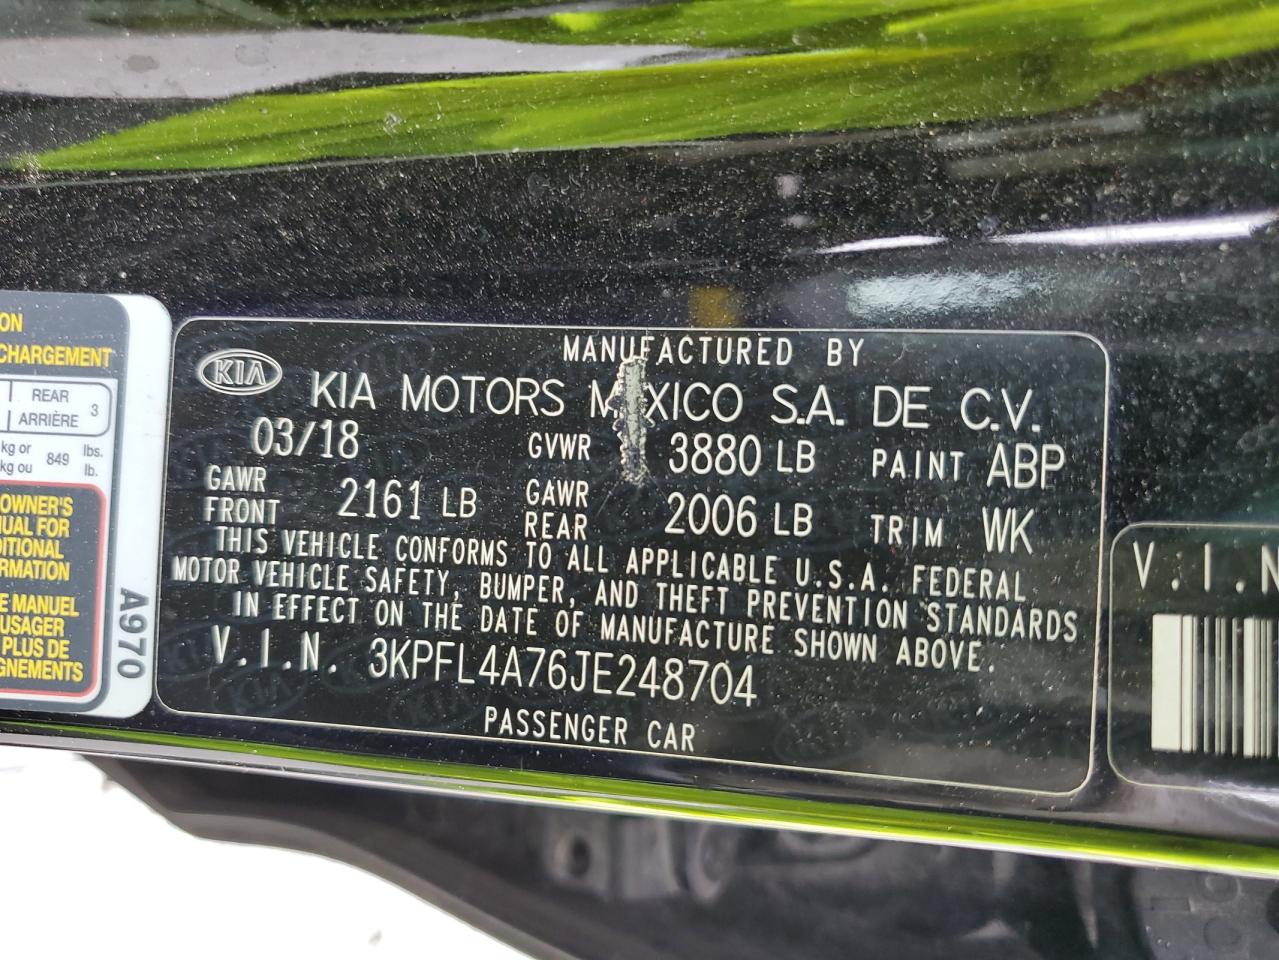 ON
CHARGEMENT
REAR
ARRIÈRE
3
kg or
kg ou
849
lbs.
lb.
OWNER'S
UAL FOR
DITIONAL
ORMATION
E MANUEL
USAGER
PLUS DE
GNEMENTS
A970
KIA
MANUFACTURED BY
KIA MOTORS MEXICO S.A. DE C.V.
03/18 GVWR 3880 LB PAINT ABP
GAWR FRONT 2161 LB GAWR REAR 2006 LB TRIM WK
THIS VEHICLE CONFORMS TO ALL APPLICABLE U.S.A. FEDERAL
MOTOR VEHICLE SAFETY, BUMPER, AND THEFT PREVENTION STANDARDS
IN EFFECT ON THE DATE OF MANUFACTURE SHOWN ABOVE.
V.I.N. 3KPFL4A76JE248704
PASSENGER CAR
V.I.N